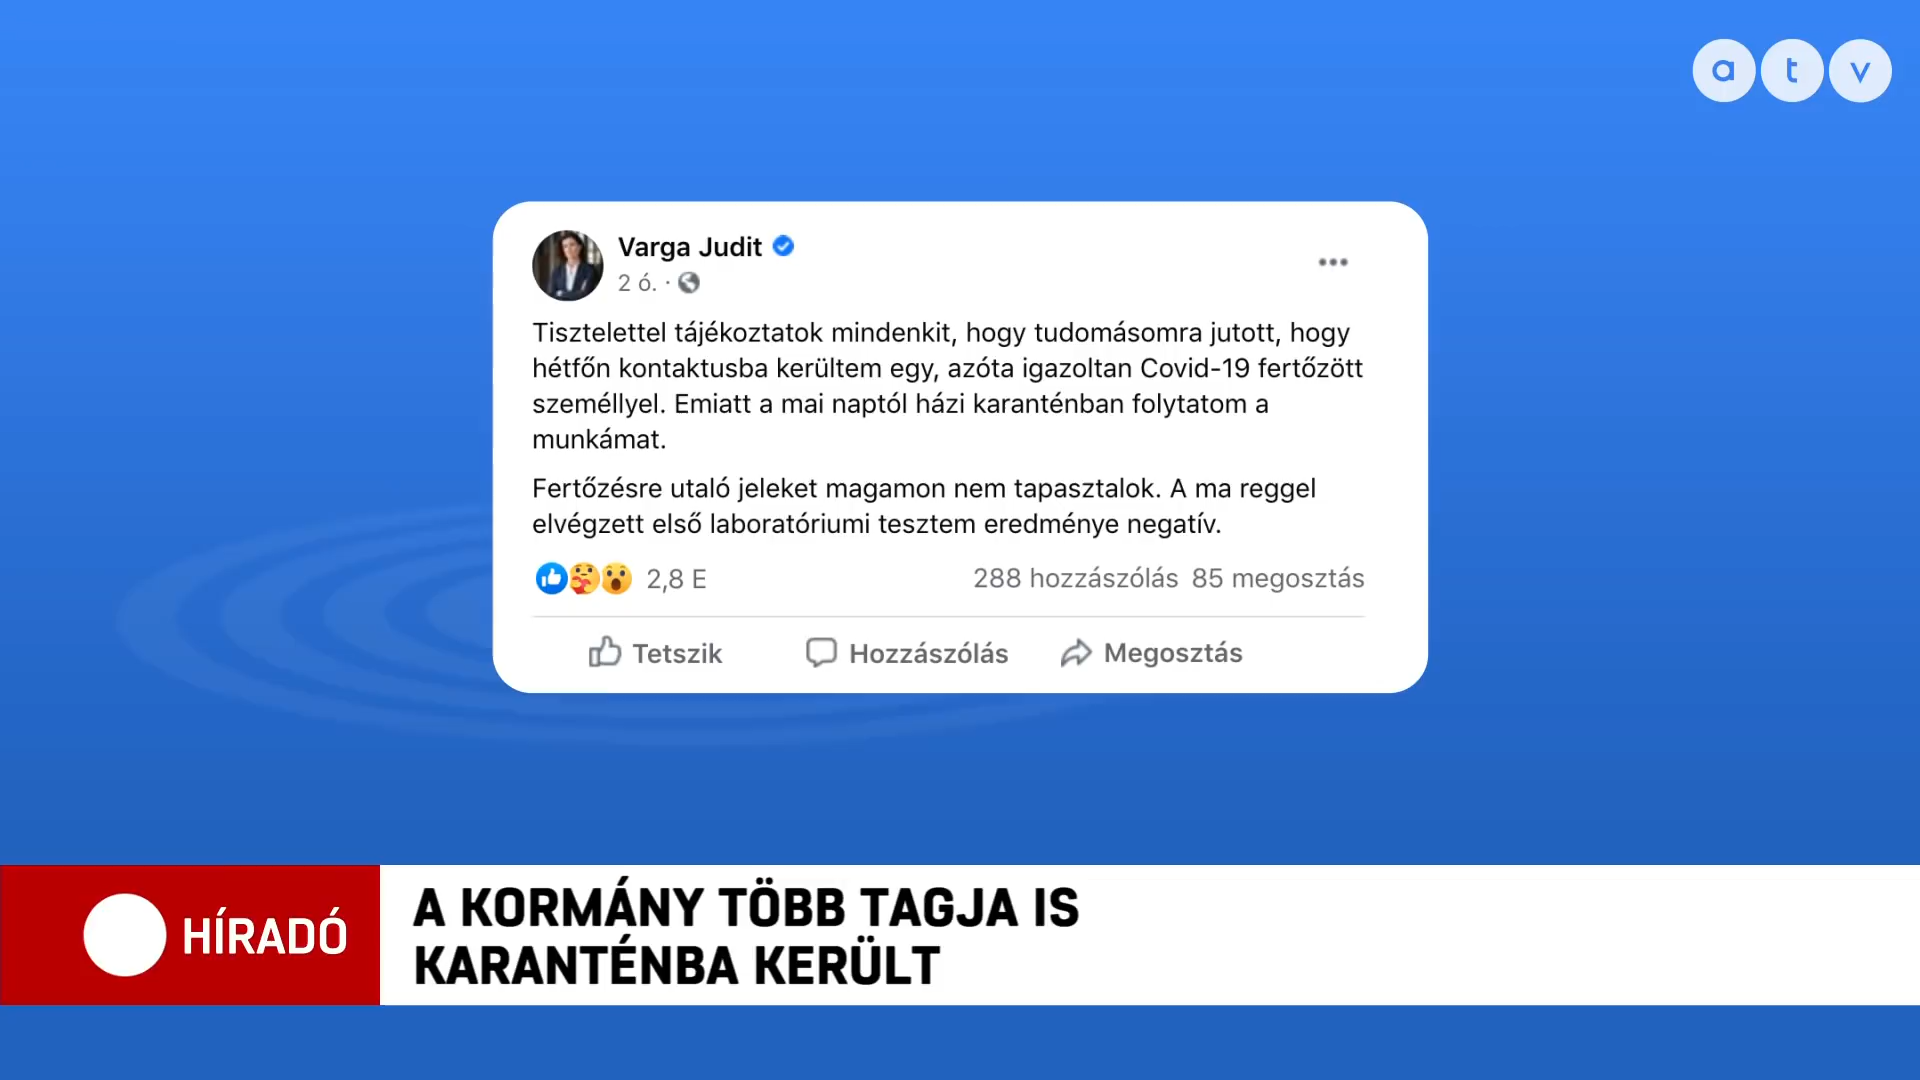 a t v
Varga Judit
2 ó. ·
Tisztelettel tájékoztatok mindenkit, hogy tudomásomra jutott, hogy
hétfőn kontaktusba kerültem egy, azóta igazoltan Covid-19 fertőzött
személlyel. Emiatt a mai naptól házi karanténban folytatom a
munkámat.
Fertőzésre utaló jeleket magamon nem tapasztalok. A ma reggel
elvégzett első laboratóriumi tesztem eredménye negatív.
2,8 E 288 hozzászólás 85 megosztás
Tetszik Hozzászólás Megosztás
HÍRADÓ
A KORMÁNY TÖBB TAGJA IS
KARANTÉNBA KERÜLT